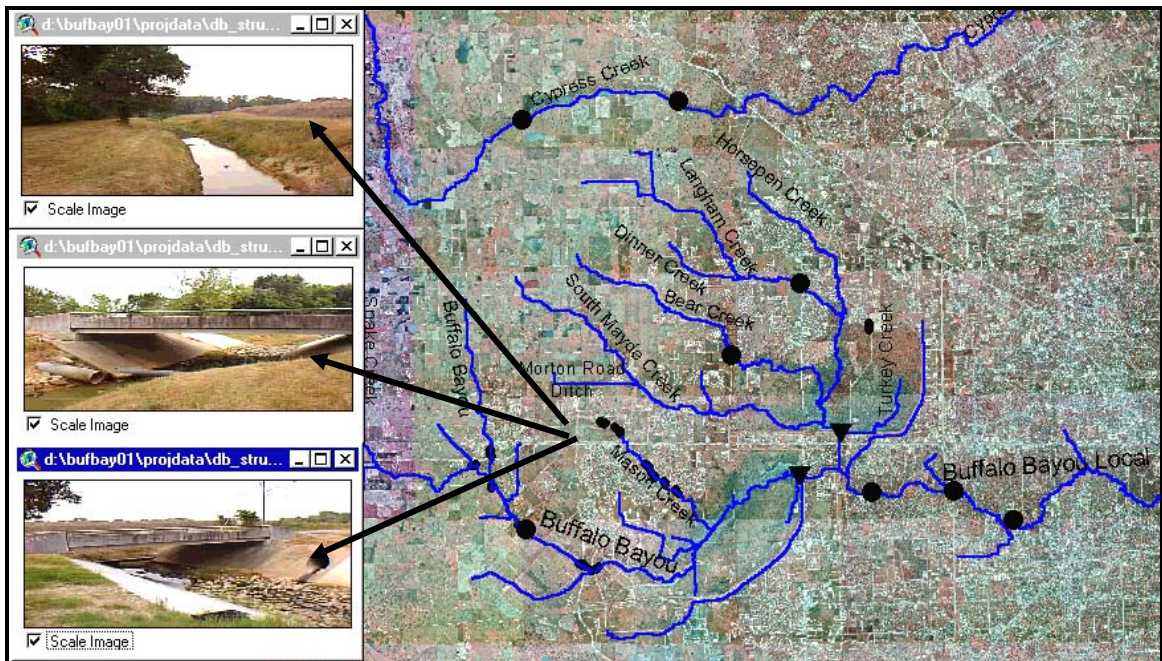 d:\bufbay01\projdata\db_stru...
Scale Image
d:\bufbay01\projdata\db_stru...
Scale Image
d:\bufbay01\projdata\db_stru...
Scale Image
Cypress Creek
Horsepen Creek
Langham Creek
Dinner Creek
Bear Creek
South Mayde Creek
Turkey Creek
Snake Creek
Buffalo Bayou
Morton Road
Ditch
Mason Creek
Buffalo Bayou
Buffalo Bayou Local